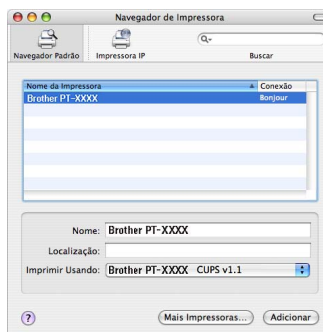 Navegador de Impressora
Navegador Padrão Impressora IP Buscar
Nome da Impressora Conexão
Brother PT-XXXX Bonjour
Nome: Brother PT-XXXX
Localização:
Imprimir Usando: Brother PT-XXXX CUPS v1.1
? Mais Impressoras... Adicionar